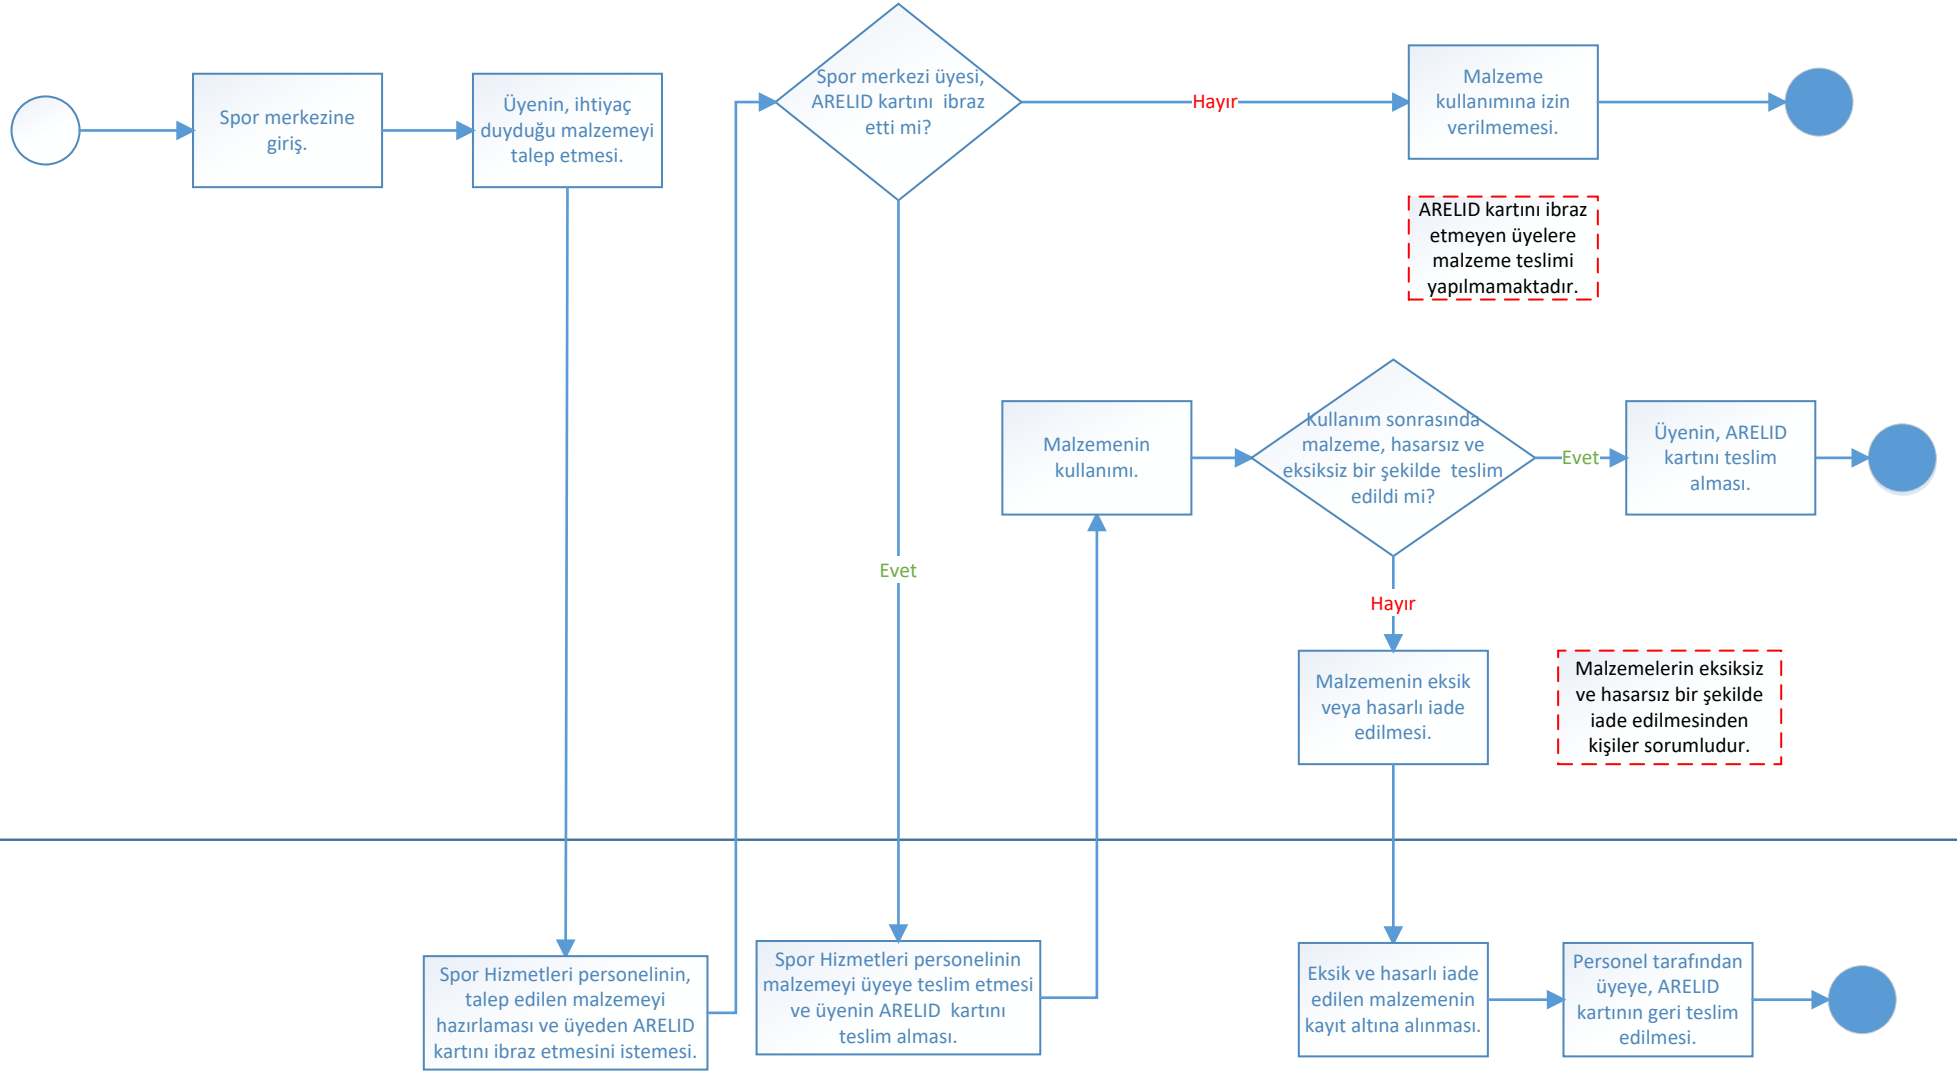 Spor merkezine
giriş.
Üyenin, ihtiyaç
duyduğu malzemeyi
talep etmesi.
Spor merkezi üyesi,
ARELID kartını ibraz
etti mi?
Hayır
Malzeme
kullanımına izin
verilmemesi.
ARELID kartını ibraz
etmeyen üyelere
malzeme teslimi
yapılmamaktadır.
Malzemenin
kullanımı.
Kullanım sonrasında
malzeme, hasarsız ve
eksiksiz bir şekilde teslim
edildi mi?
Evet
Üyenin, ARELID
kartını teslim
alması.
Evet
Hayır
Malzemenin eksik
veya hasarlı iade
edilmesi.
Malzemelerin eksiksiz
ve hasarsız bir şekilde
iade edilmesinden
kişiler sorumludur.
Spor Hizmetleri personelinin,
talep edilen malzemeyi
hazırlaması ve üyeden ARELID
kartını ibraz etmesini istemesi.
Spor Hizmetleri personelinin
malzemeyi üyeye teslim etmesi
ve üyenin ARELID kartını
teslim alması.
Eksik ve hasarlı iade
edilen malzemenin
kayıt altına alınması.
Personel tarafından
üyeye, ARELID
kartının geri teslim
edilmesi.